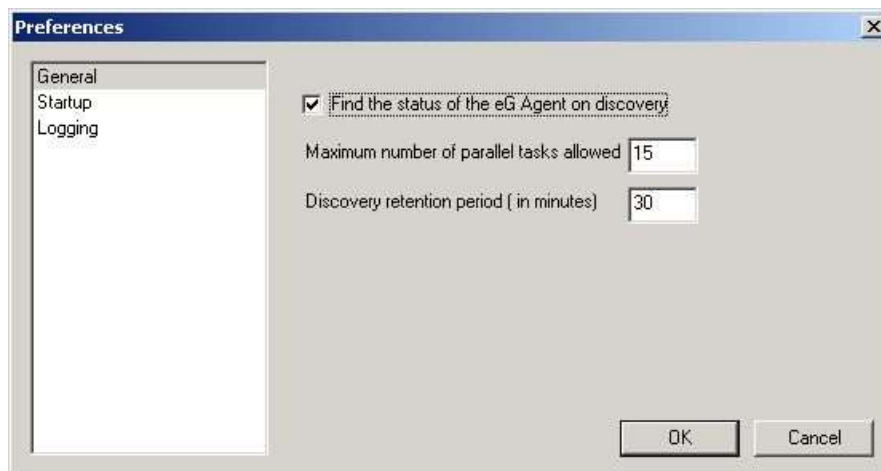 Preferences
General
Startup
Logging
Find the status of the eG Agent on discovery
Maximum number of parallel tasks allowed 15
Discovery retention period ( in minutes) 30
OK Cancel